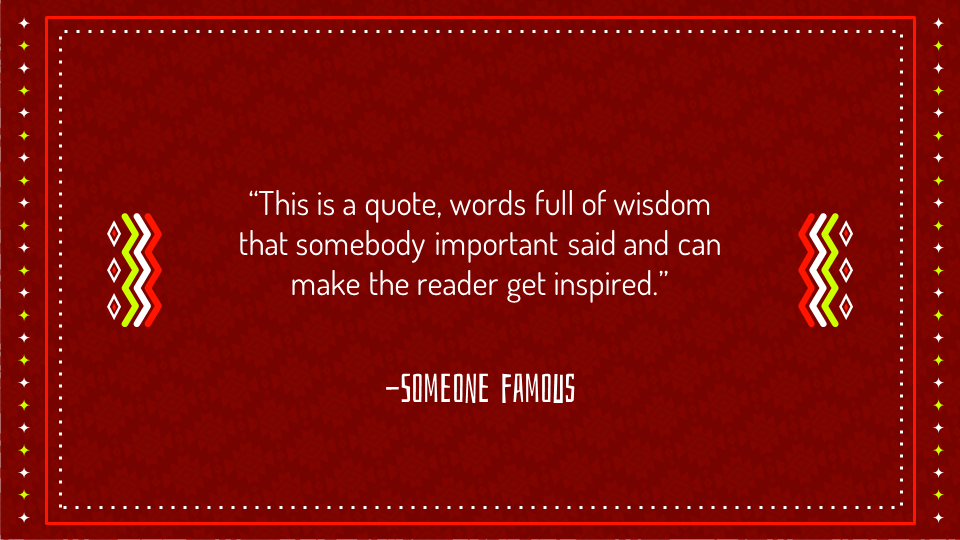 “This is a quote, words full of wisdom
that somebody important said and can
make the reader get inspired.”
—SOMEONE FAMOUS